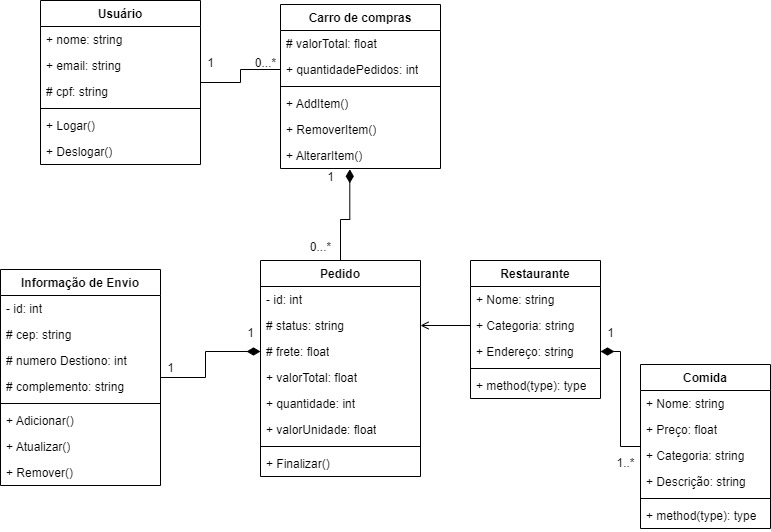 Usuário
+ nome: string
+ email: string
# cpf: string
+ Logar()
+ Deslogar()
1
0...*
Carro de compras
# valorTotal: float
+ quantidadePedidos: int
+ AddItem()
+ RemoverItem()
+ AlterarItem()
1
0...*
Informação de Envio
- id: int
# cep: string
# numero Destiono: int
# complemento: string
+ Adicionar()
+ Atualizar()
+ Remover()
1
1
Pedido
- id: int
# status: string
# frete: float
+ valorTotal: float
+ quantidade: int
+ valorUnidade: float
+ Finalizar()
Restaurante
+ Nome: string
+ Categoria: string
+ Endereço: string
+ method(type): type
1
1..*
Comida
+ Nome: string
+ Preço: float
+ Categoria: string
+ Descrição: string
+ method(type): type